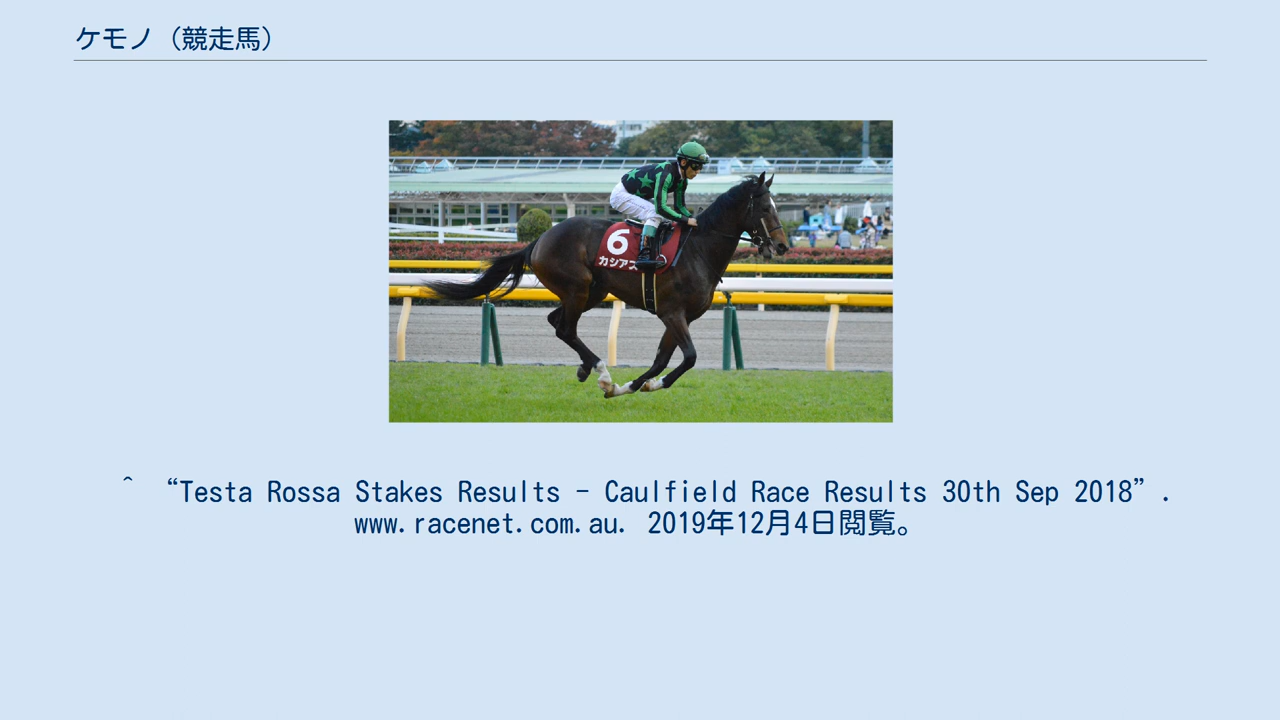 ケモノ（競走馬）
6
カシアス
^ “Testa Rossa Stakes Results - Caulfield Race Results 30th Sep 2018”.
www.racenet.com.au. 2019年12月4日閲覧。